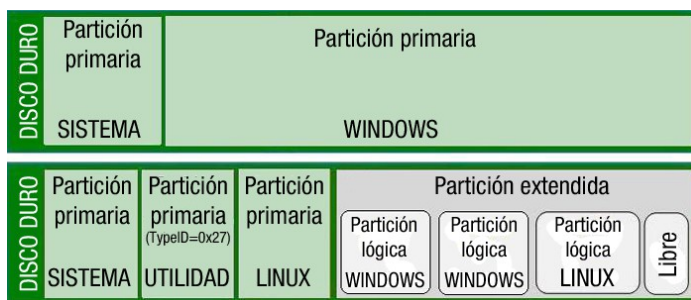 DISCO DURO
Partición
primaria
SISTEMA
Partición primaria
WINDOWS
DISCO DURO
Partición
primaria
SISTEMA
Partición
primaria
(TypeID=0x27)
UTILIDAD
Partición
primaria
LINUX
Partición extendida
Partición
lógica
WINDOWS
Partición
lógica
WINDOWS
Partición
lógica
LINUX
Libre